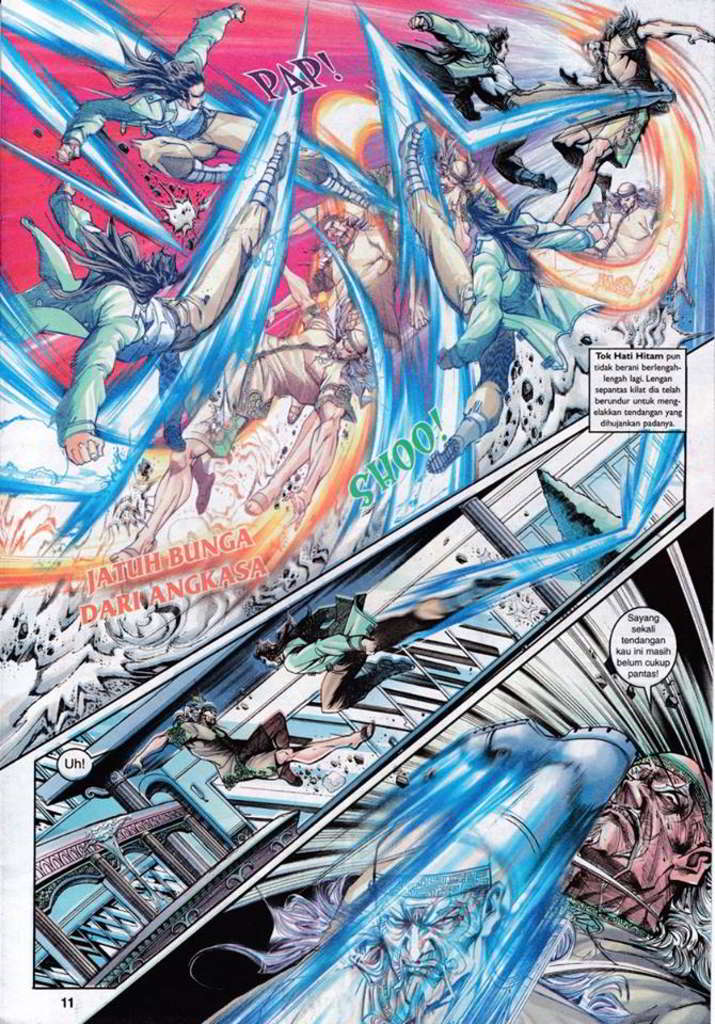 PAP!
Tok Hati Hitam pun
tidak berani berlengah-
lengah lagi. Lengan
sepantas kilat dia telah
berundur untuk meng-
elakkan tendangan yang
dihujankan padanya.
SHOO!
JATUH BUNGA
DARI ANGKASA
Sayang
sekali
tendangan
kau ini masih
belum cukup
pantas!
Uh!
11